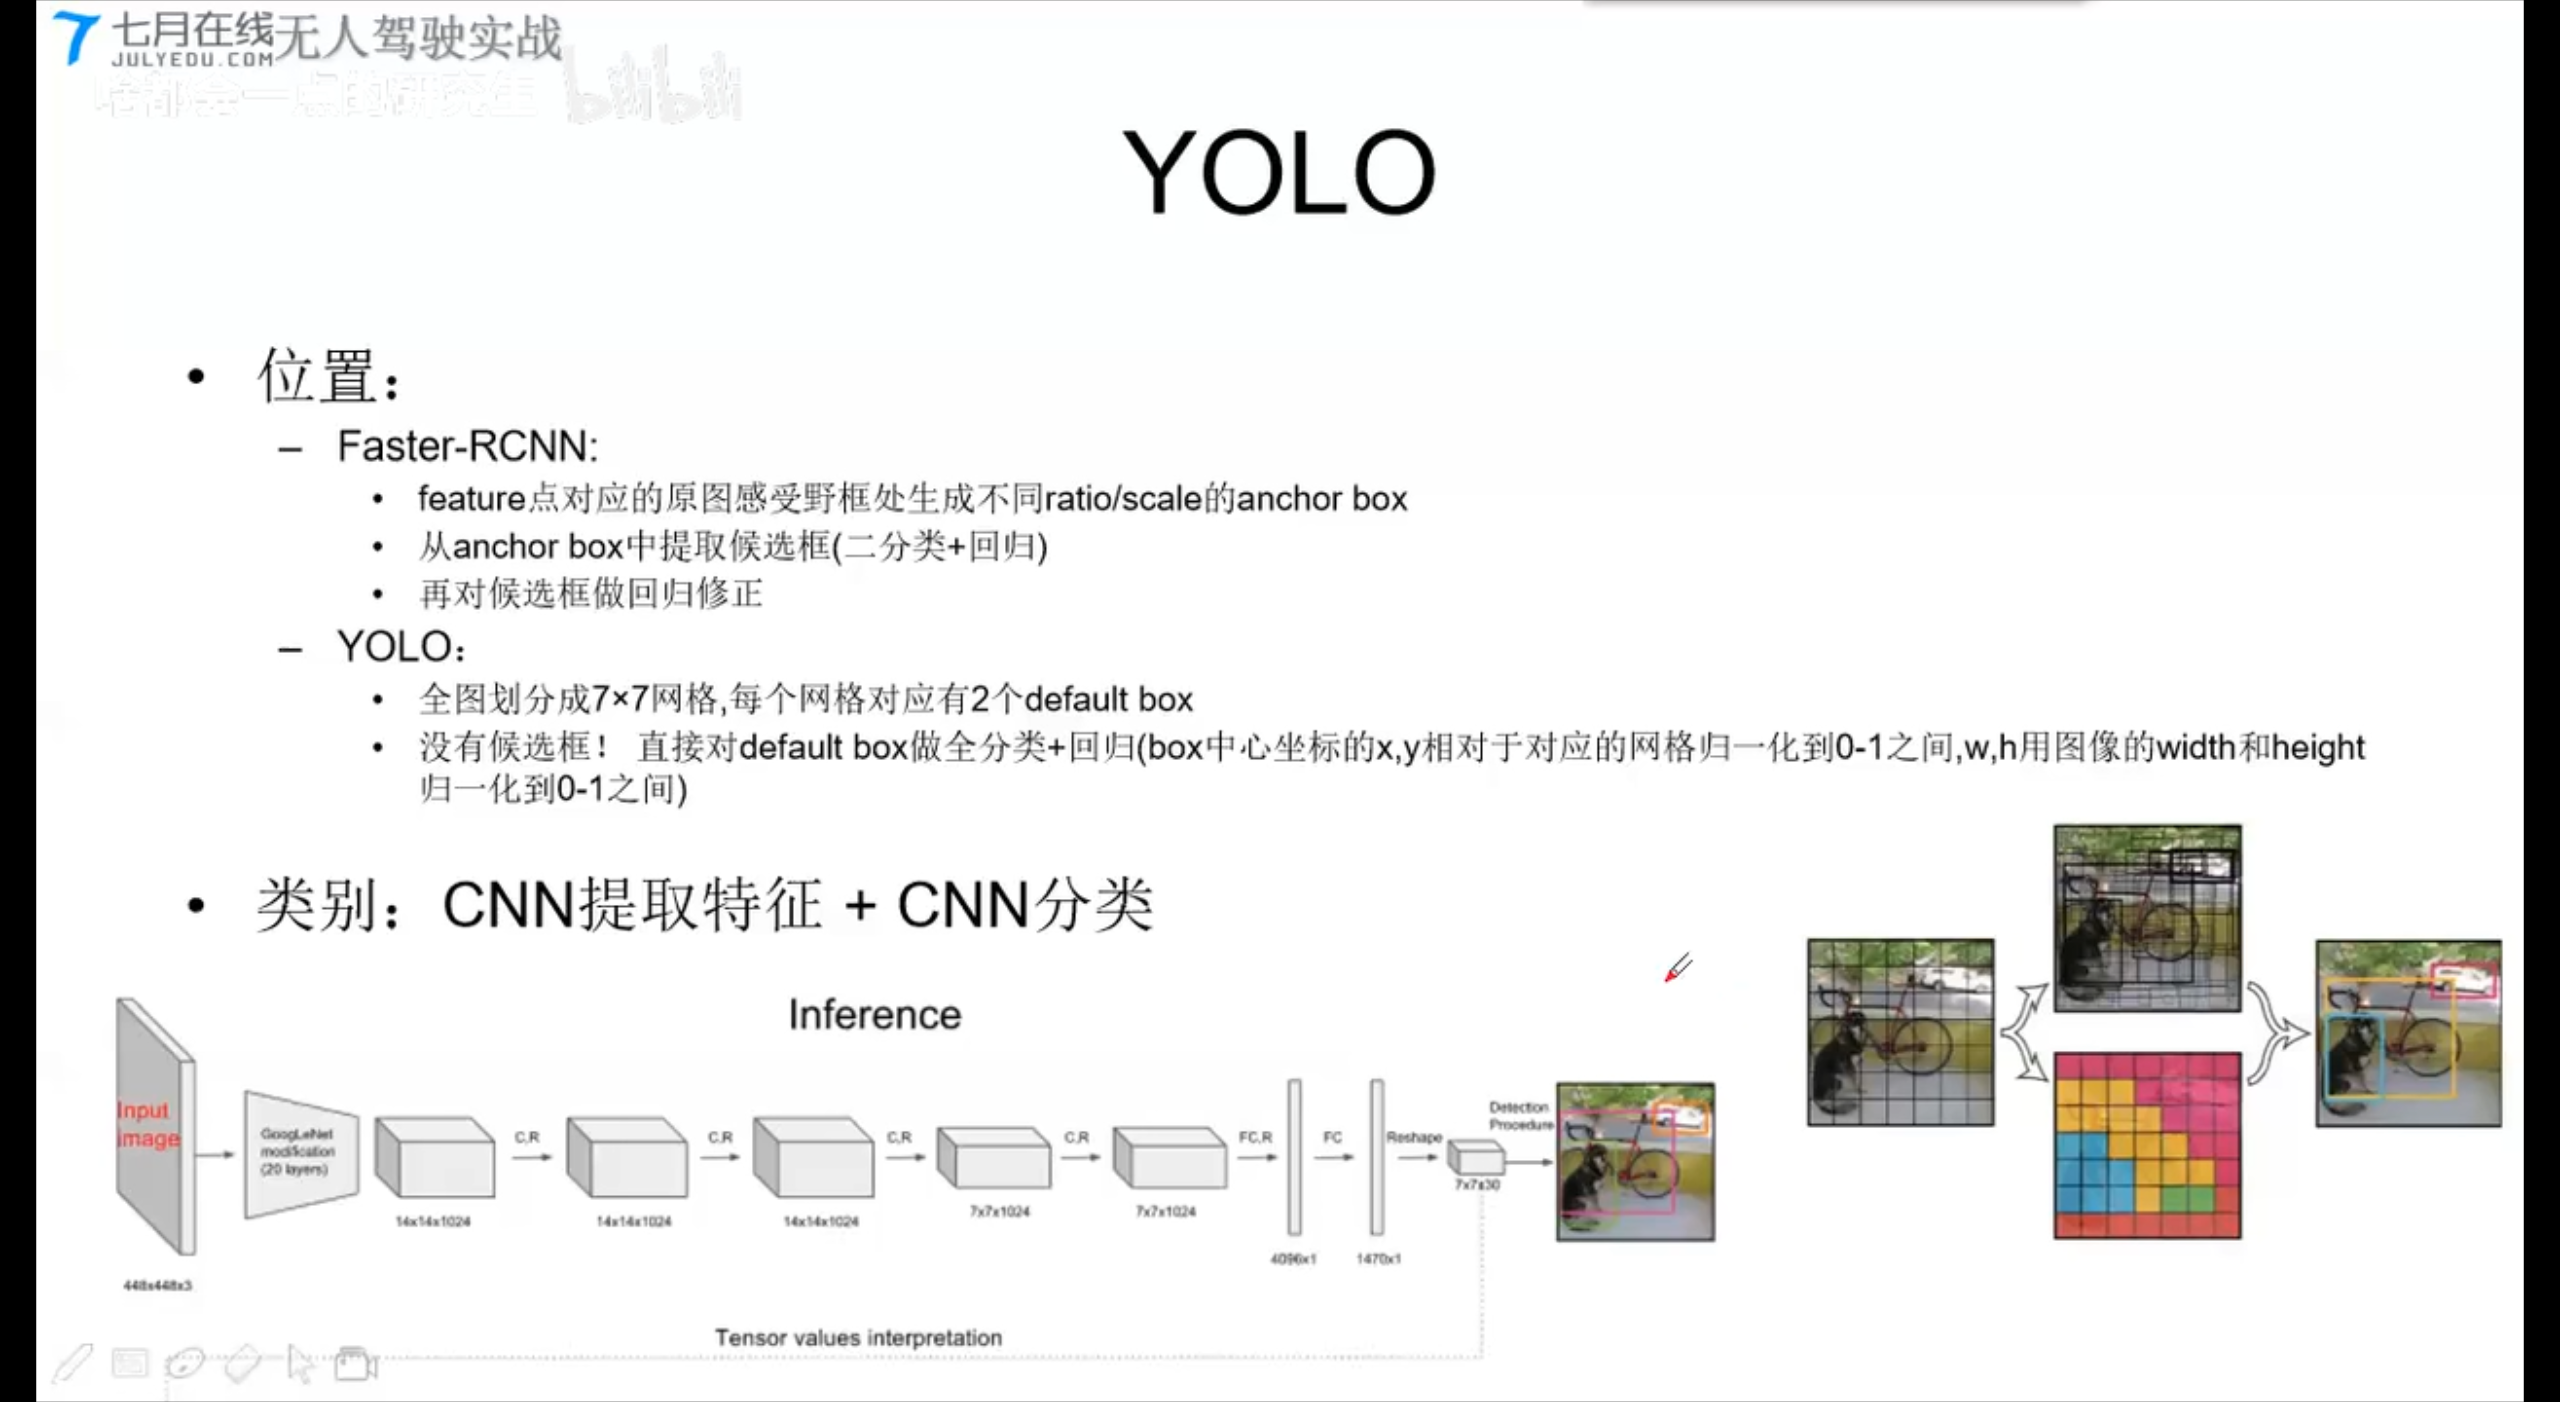 七月在线
JULYEDU.COM
无人驾驶实战
啥都会一点的研究生 bilibili
YOLO
• 位置：
– Faster-RCNN:
• feature点对应的原图感受野框处生成不同ratio/scale的anchor box
• 从anchor box中提取候选框(二分类+回归)
• 再对候选框做回归修正
– YOLO：
• 全图划分成7×7网格,每个网格对应有2个default box
• 没有候选框！ 直接对default box做全分类+回归(box中心坐标的x,y相对于对应的网格归一化到0-1之间,w,h用图像的width和height
归一化到0-1之间)
• 类别：CNN提取特征 + CNN分类
Inference
Input
image
448x448x3
GoogLeNet
modification
(20 layers)
14x14x1024
C,R
14x14x1024
C,R
14x14x1024
C,R
7x7x1024
C,R
7x7x1024
FC,R
4096x1
FC
1470x1
Reshape
7x7x30
Detection
Procedure
Tensor values interpretation